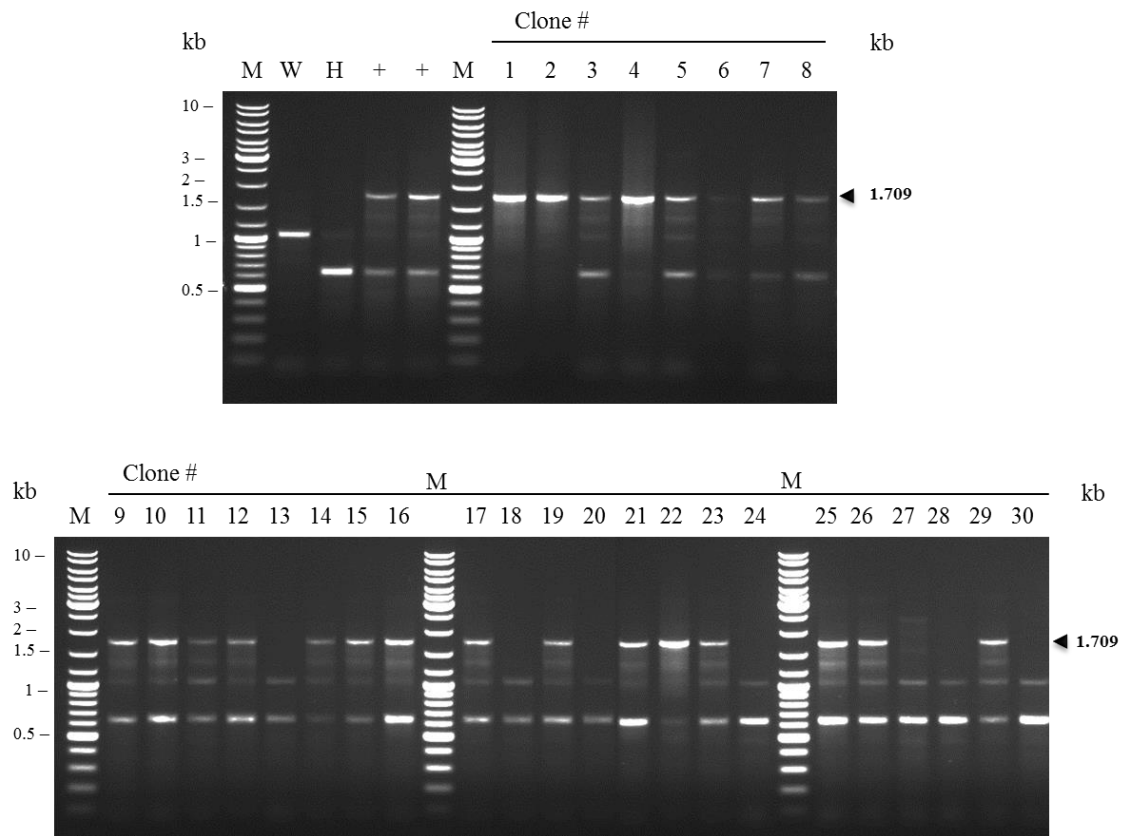 Clone #
kb
kb
M W H + + M 1 2 3 4 5 6 7 8
10 –
3 –
2 –
1.5 –
1.709
1 –
0.5 –
Clone #
M
M
kb
kb
M 9 10 11 12 13 14 15 16 17 18 19 20 21 22 23 24 25 26 27 28 29 30
10 –
3 –
2 –
1.5 –
1.709
1 –
0.5 –